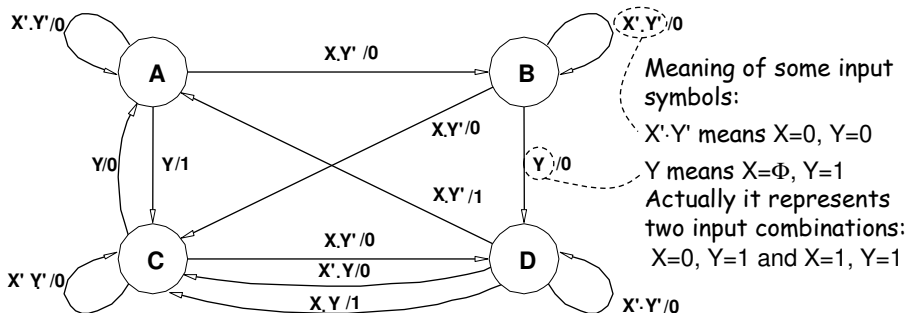 X'.Y'/0
X'.Y'/0
A
X.Y'/0
B
Meaning of some input
symbols:
X'·Y' means X=0, Y=0
Y means X=Φ, Y=1
Actually it represents
two input combinations:
X=0, Y=1 and X=1, Y=1
X.Y'/0
Y/0
Y/1
Y/0
X.Y'/1
C
X.Y'/0
D
X'.Y/0
X' Y'/0
X.Y/1
X'·Y'/0